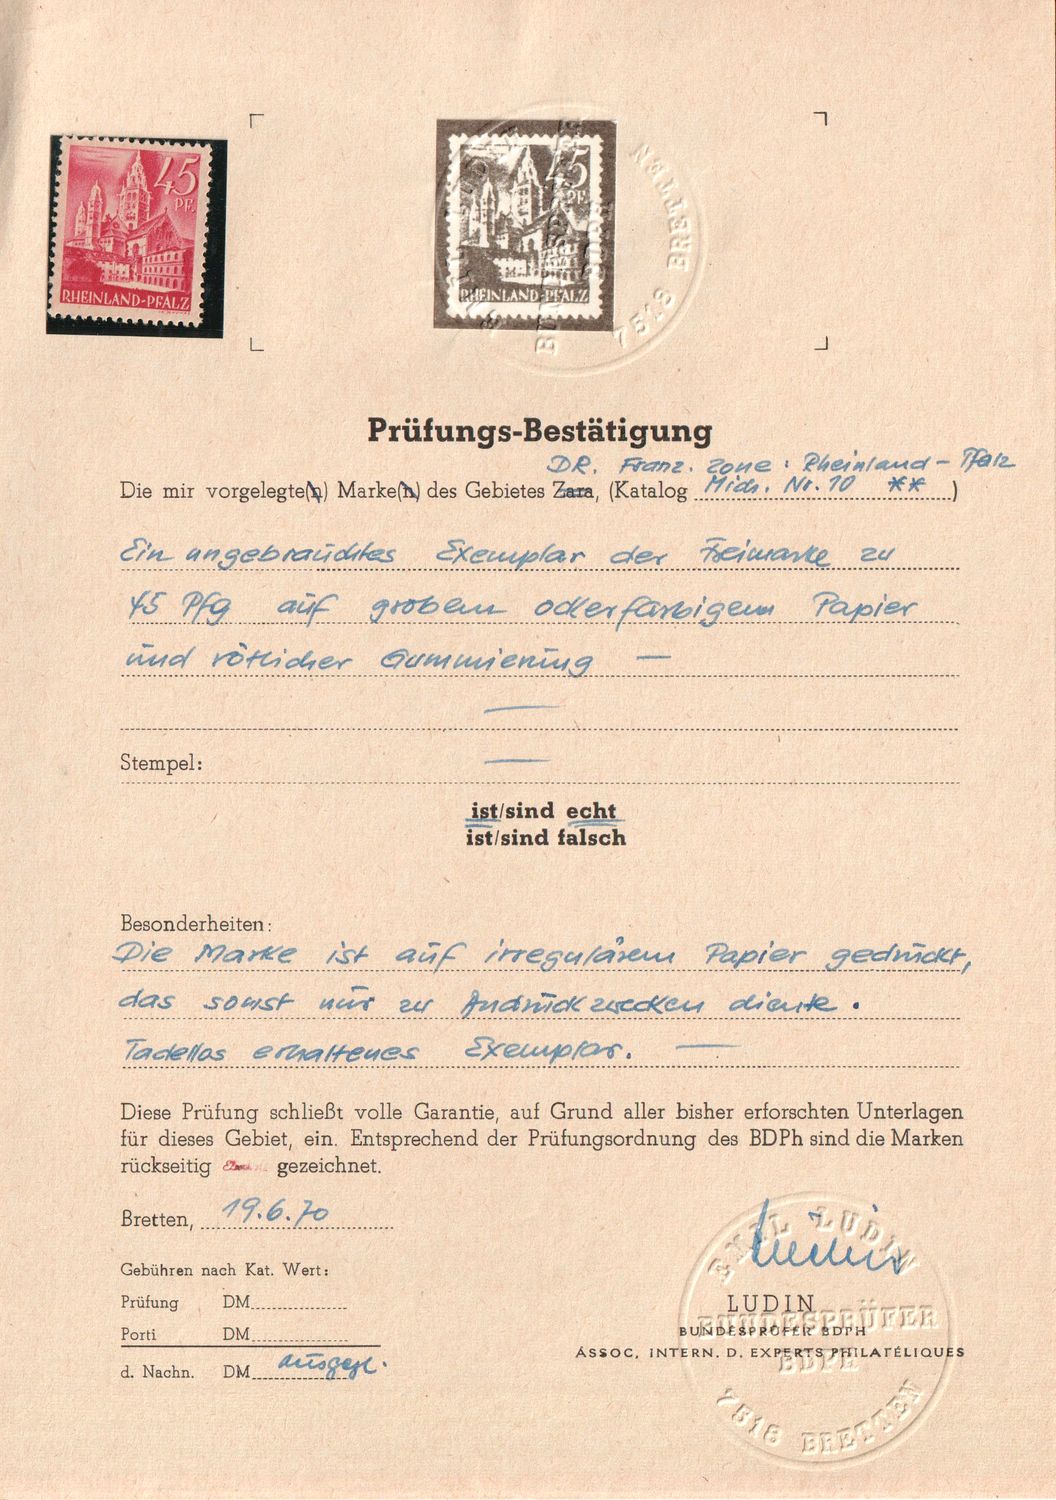 45
PF.
RHEINLAND-PFALZ
45
PF.
RHEINLAND-PFALZ
7518 BRETTEN
Prüfungs-Bestätigung
DR. Franz. Zone: Rheinland-Pfalz
Die mir vorgelegte(n) Marke(n) des Gebietes Zara, (Katalog Mich. Nr. 10 ** )
Ein ungebrauchtes Exemplar der Freimarke zu
45 Pfg auf grobem ockerfarbigem Papier
und rötlicher Gummierung —
—
Stempel: —
ist/sind echt
ist/sind falsch
Besonderheiten:
Die Marke ist auf irregulärem Papier gedruckt,
das sonst nur zu Andruckzwecken diente.
Tadellos erhaltenes Exemplar. —
Diese Prüfung schließt volle Garantie, auf Grund aller bisher erforschten Unterlagen
für dieses Gebiet, ein. Entsprechend der Prüfungsordnung des BDPh sind die Marken
rückseitig gezeichnet.
Bretten, 19.6.70
Gebühren nach Kat. Wert:
Prüfung DM
Porti DM
d. Nachn. DM ausgegl.
Ludin
EMIL LUDIN
LUDIN
BUNDESPRÜFER
BUNDESPRÜFER BDPH
ASSOC. INTERN. D. EXPERTS PHILATÉLIQUES
BDPH
7518 BRETTEN